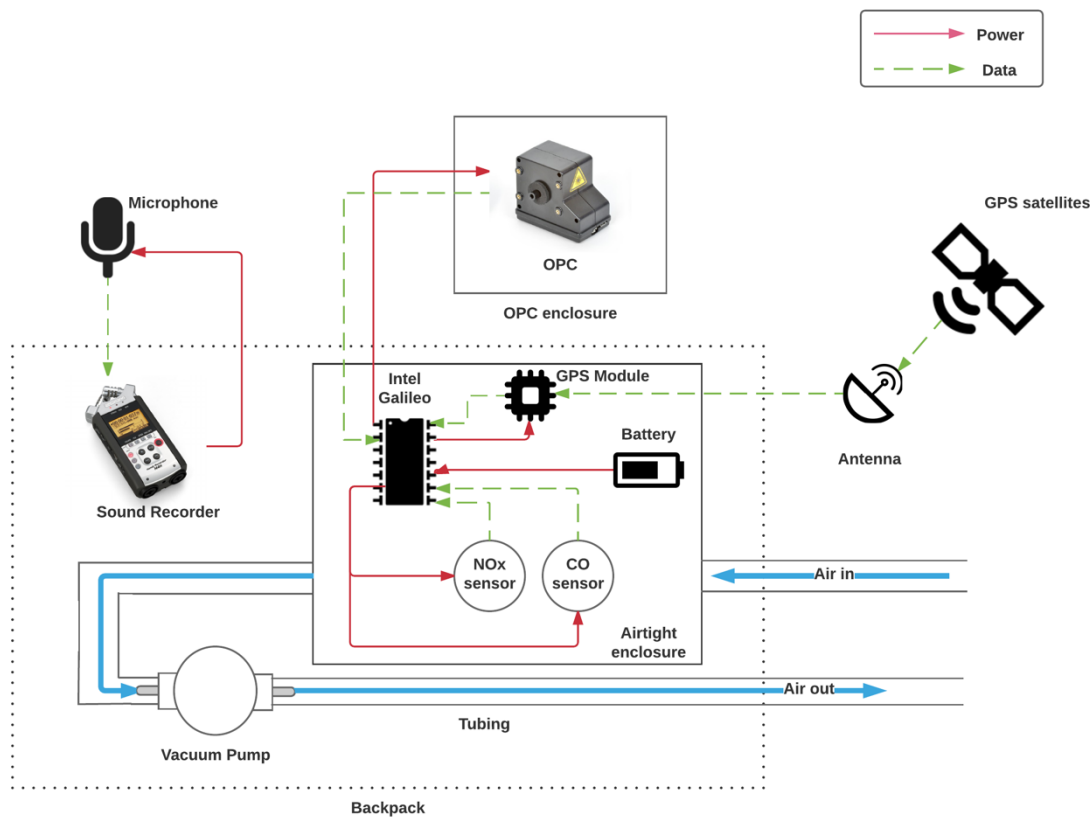 Power
Data
Microphone
GPS satellites
OPC
OPC enclosure
Intel
Galileo
GPS Module
Battery
Antenna
Sound Recorder
NOx
sensor
CO
sensor
Air in
Airtight
enclosure
Air out
Tubing
Vacuum Pump
Backpack